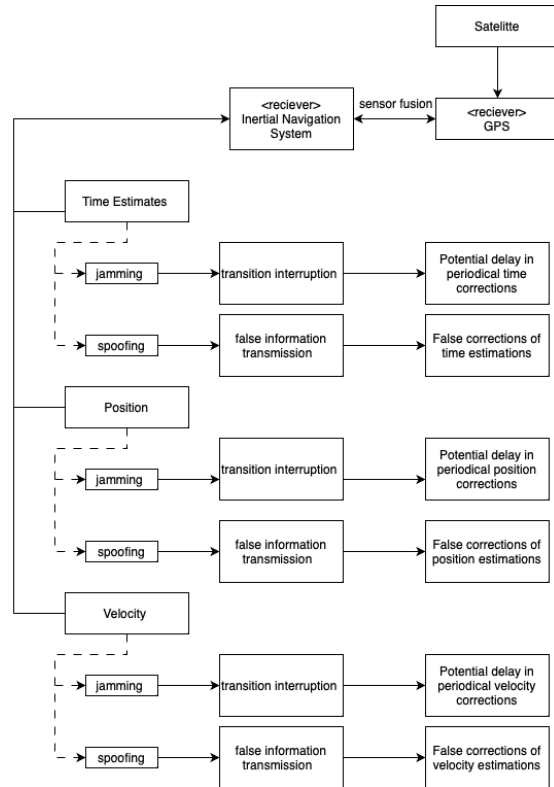 Satelitte
<reciever>
Inertial Navigation
System
sensor fusion
<reciever>
GPS
Time Estimates
jamming
transition interruption
Potential delay in
periodical time
corrections
spoofing
false information
transmission
False corrections of
time estimations
Position
jamming
transition interruption
Potential delay in
periodical position
corrections
spoofing
false information
transmission
False corrections of
position estimations
Velocity
jamming
transition interruption
Potential delay in
periodical velocity
corrections
spoofing
false information
transmission
False corrections of
velocity estimations